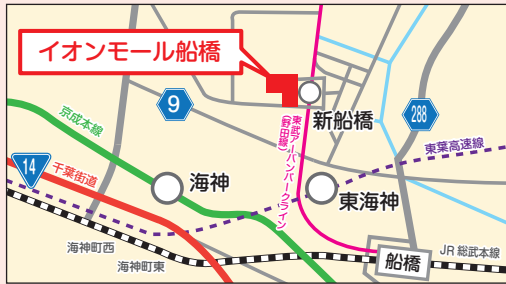 イオンモール船橋
京成本線
9
新船橋
288
東武アーバンパークライン
(野田線)
東葉高速線
14
千葉街道
海神
東海神
海神町西
海神町東
船橋
JR 総武本線